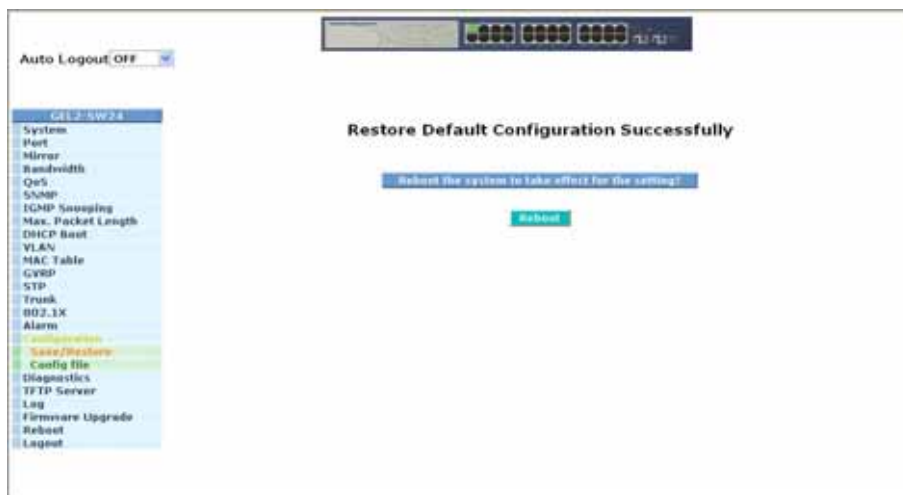 Auto Logout OFF
GEL2-SW24
System
Port
Mirror
Bandwidth
QoS
SNMP
IGMP Snooping
Max. Packet Length
DHCP Boot
VLAN
MAC Table
GVRP
STP
Trunk
802.1X
Alarm
Configuration
Save/Restore
Config file
Diagnostics
TFTP Server
Log
Firmware Upgrade
Reboot
Logout
Restore Default Configuration Successfully
Reboot the system to take effect for the setting!
Reboot